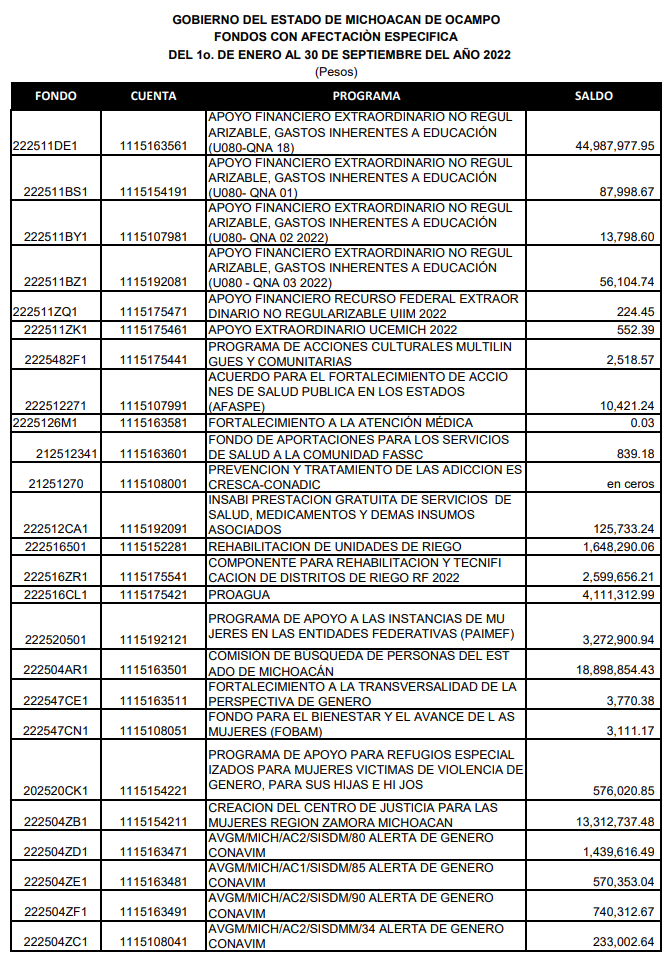 GOBIERNO DEL ESTADO DE MICHOACAN DE OCAMPO
FONDOS CON AFECTACIÒN ESPECIFICA
DEL 1o. DE ENERO AL 30 DE SEPTIEMBRE DEL AÑO 2022
(Pesos)
FONDO CUENTA PROGRAMA SALDO
APOYO FINANCIERO EXTRAORDINARIO NO REGUL
ARIZABLE, GASTOS INHERENTES A EDUCACIÓN
222511DE1 1115163561 (U080-QNA 18) 44,987,977.95
APOYO FINANCIERO EXTRAORDINARIO NO REGUL
ARIZABLE, GASTOS INHERENTES A EDUCACIÓN
222511BS1 1115154191 (U080- QNA 01) 87,998.67
APOYO FINANCIERO EXTRAORDINARIO NO REGUL
ARIZABLE, GASTOS INHERENTES A EDUCACIÓN
222511BY1 1115107981 (U080- QNA 02 2022) 13,798.60
APOYO FINANCIERO EXTRAORDINARIO NO REGUL
ARIZABLE, GASTOS INHERENTES A EDUCACIÓN
222511BZ1 1115192081 (U080 - QNA 03 2022) 56,104.74
APOYO FINANCIERO RECURSO FEDERAL EXTRAOR
222511ZQ1 1115175471 DINARIO NO REGULARIZABLE UIIM 2022 224.45
222511ZK1 1115175461 APOYO EXTRAORDINARIO UCEMICH 2022 552.39
PROGRAMA DE ACCIONES CULTURALES MULTILIN
2225482F1 1115175441 GUES Y COMUNITARIAS 2,518.57
ACUERDO PARA EL FORTALECIMIENTO DE ACCIO
NES DE SALUD PUBLICA EN LOS ESTADOS
222512271 1115107991 (AFASPE) 10,421.24
2225126M1 1115163581 FORTALECIMIENTO A LA ATENCIÓN MÉDICA 0.03
FONDO DE APORTACIONES PARA LOS SERVICIOS
212512341 1115163601 DE SALUD A LA COMUNIDAD FASSC 839.18
PREVENCION Y TRATAMIENTO DE LAS ADICCION ES
21251270 1115108001 CRESCA-CONADIC en ceros
INSABI PRESTACION GRATUITA DE SERVICIOS DE
SALUD, MEDICAMENTOS Y DEMAS INSUMOS
222512CA1 1115192091 ASOCIADOS 125,733.24
222516501 1115152281 REHABILITACION DE UNIDADES DE RIEGO 1,648,290.06
COMPONENTE PARA REHABILITACION Y TECNIFI
222516ZR1 1115175541 CACION DE DISTRITOS DE RIEGO RF 2022 2,599,656.21
222516CL1 1115175421 PROAGUA 4,111,312.99
PROGRAMA DE APOYO A LAS INSTANCIAS DE MU
JERES EN LAS ENTIDADES FEDERATIVAS (PAIMEF)
222520501 1115192121 3,272,900.94
COMISIÓN DE BUSQUEDA DE PERSONAS DEL EST
222504AR1 1115163501 ADO DE MICHOACÁN 18,898,854.43
FORTALECIMIENTO A LA TRANSVERSALIDAD DE LA
222547CE1 1115163511 PERSPECTIVA DE GENERO 3,770.38
FONDO PARA EL BIENESTAR Y EL AVANCE DE L AS
222547CN1 1115108051 MUJERES (FOBAM) 3,111.17
PROGRAMA DE APOYO PARA REFUGIOS ESPECIAL
IZADOS PARA MUJERES VICTIMAS DE VIOLENCIA DE
GENERO, PARA SUS HIJAS E HI JOS
202520CK1 1115154221 576,020.85
CREACION DEL CENTRO DE JUSTICIA PARA LAS
222504ZB1 1115154211 MUJERES REGION ZAMORA MICHOACAN 13,312,737.48
AVGM/MICH/AC2/SISDM/80 ALERTA DE GENERO
222504ZD1 1115163471 CONAVIM 1,439,616.49
AVGM/MICH/AC1/SISDM/85 ALERTA DE GENERO
222504ZE1 1115163481 CONAVIM 570,353.04
AVGM/MICH/AC2/SISDM/90 ALERTA DE GENERO
222504ZF1 1115163491 CONAVIM 740,312.67
AVGM/MICH/AC2/SISDMM/34 ALERTA DE GENERO
222504ZC1 1115108041 CONAVIM 233,002.64